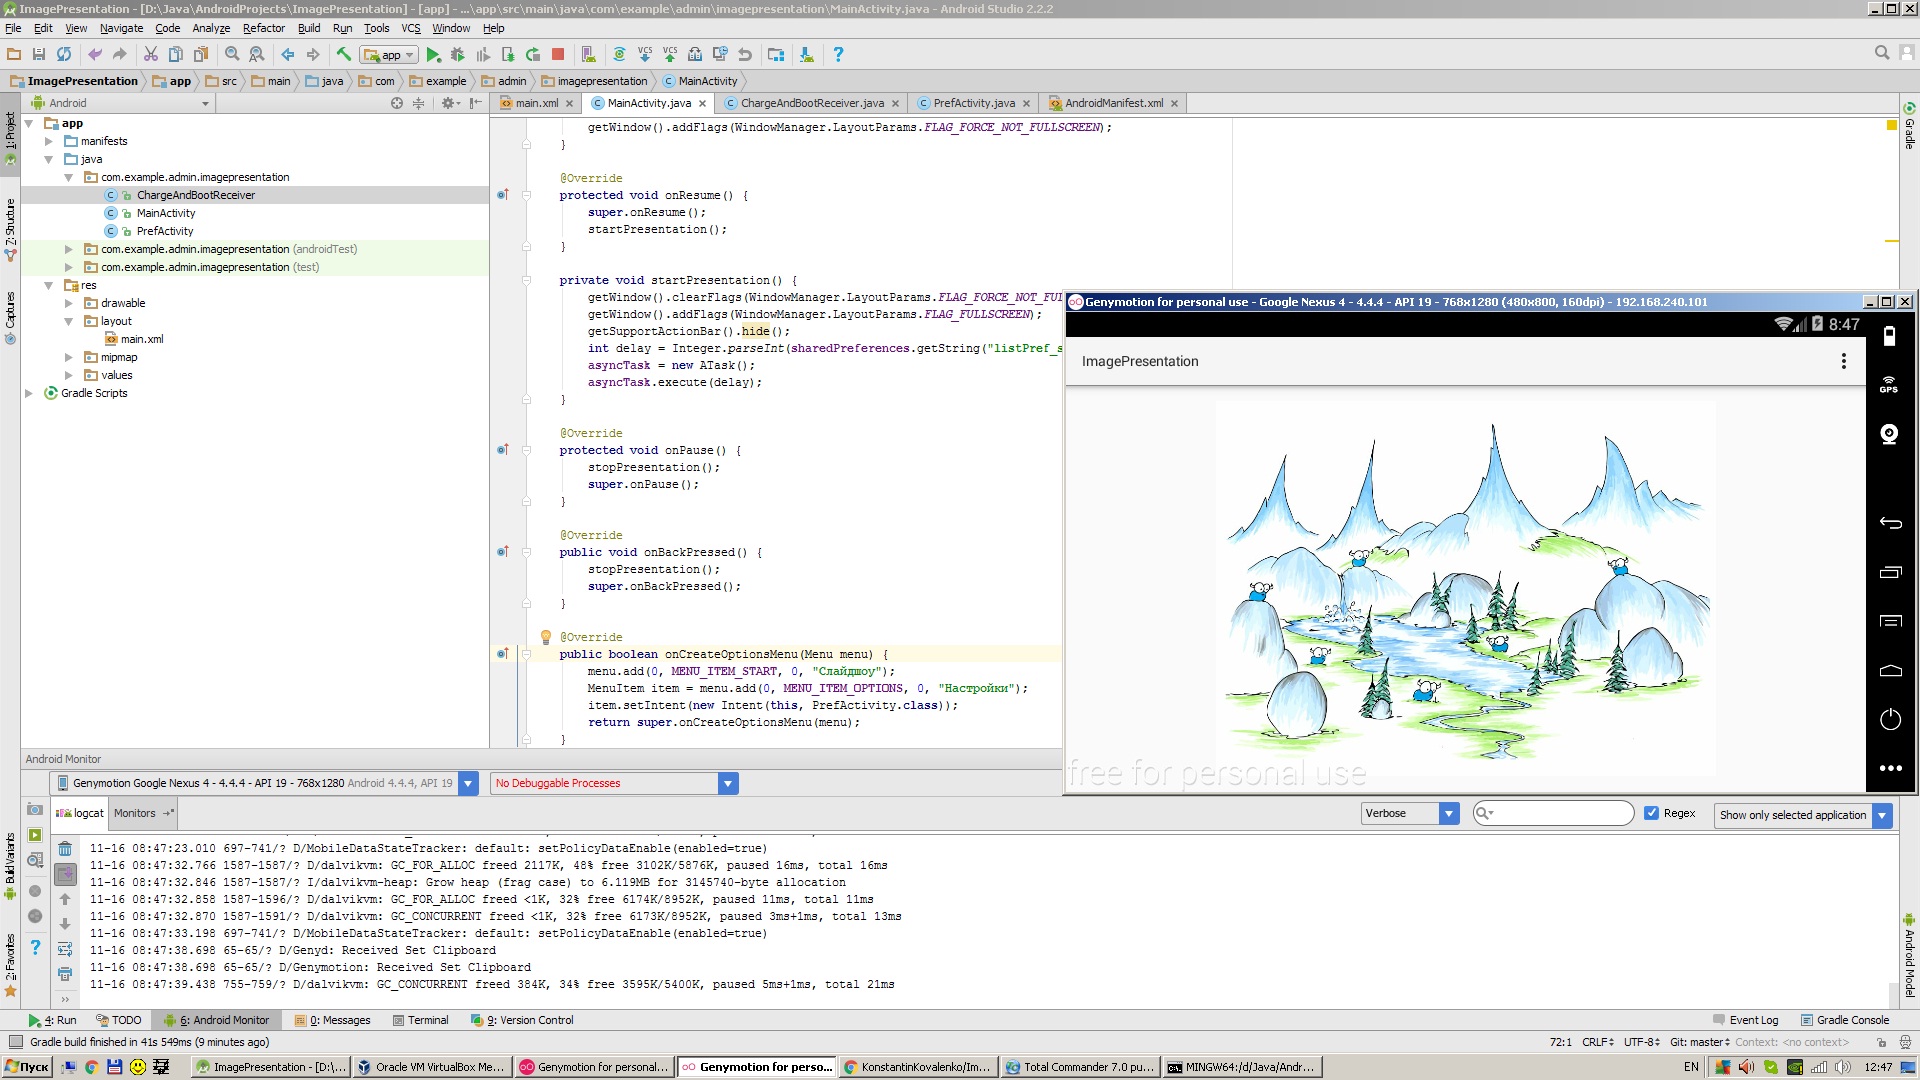 ImagePresentation - [D:\Java\AndroidProjects\ImagePresentation] - [app] - ...\app\src\main\java\com\example\admin\imagepresentation\MainActivity.java - Android Studio 2.2.2
File Edit View Navigate Code Analyze Refactor Build Run Tools VCS Window Help
app
VCS VCS
ImagePresentation app src main java com example admin imagepresentation MainActivity
Android
main.xml MainActivity.java ChargeAndBootReceiver.java PrefActivity.java AndroidManifest.xml
1: Project
Z: Structure
Captures
Build Variants
2: Favorites
Gradle
Android Model
app
manifests
java
com.example.admin.imagepresentation
ChargeAndBootReceiver
MainActivity
PrefActivity
com.example.admin.imagepresentation (androidTest)
com.example.admin.imagepresentation (test)
res
drawable
layout
main.xml
mipmap
values
Gradle Scripts
getWindow().addFlags(WindowManager.LayoutParams.FLAG_FORCE_NOT_FULLSCREEN);
}
@Override
protected void onResume() {
super.onResume();
startPresentation();
}
private void startPresentation() {
getWindow().clearFlags(WindowManager.LayoutParams.FLAG_FORCE_NOT_FUL
getWindow().addFlags(WindowManager.LayoutParams.FLAG_FULLSCREEN);
getSupportActionBar().hide();
int delay = Integer.parseInt(sharedPreferences.getString("listPref_s
asyncTask = new ATask();
asyncTask.execute(delay);
}
@Override
protected void onPause() {
stopPresentation();
super.onPause();
}
@Override
public void onBackPressed() {
stopPresentation();
super.onBackPressed();
}
@Override
public boolean onCreateOptionsMenu(Menu menu) {
menu.add(0, MENU_ITEM_START, 0, "Слайдшоу");
MenuItem item = menu.add(0, MENU_ITEM_OPTIONS, 0, "Настройки");
item.setIntent(new Intent(this, PrefActivity.class));
return super.onCreateOptionsMenu(menu);
}
Genymotion for personal use - Google Nexus 4 - 4.4.4 - API 19 - 768x1280 (480x800, 160dpi) - 192.168.240.101
8:47
ImagePresentation
GPS
free for personal use
Android Monitor
Genymotion Google Nexus 4 - 4.4.4 - API 19 - 768x1280 Android 4.4.4, API 19
No Debuggable Processes
logcat Monitors
Verbose
Regex
Show only selected application
11-16 08:47:23.010 697-741/? D/MobileDataStateTracker: default: setPolicyDataEnable(enabled=true)
11-16 08:47:32.766 1587-1587/? D/dalvikvm: GC_FOR_ALLOC freed 2117K, 48% free 3102K/5876K, paused 16ms, total 16ms
11-16 08:47:32.846 1587-1587/? I/dalvikvm-heap: Grow heap (frag case) to 6.119MB for 3145740-byte allocation
11-16 08:47:32.858 1587-1596/? D/dalvikvm: GC_FOR_ALLOC freed <1K, 32% free 6174K/8952K, paused 11ms, total 11ms
11-16 08:47:32.870 1587-1591/? D/dalvikvm: GC_CONCURRENT freed <1K, 32% free 6173K/8952K, paused 3ms+1ms, total 13ms
11-16 08:47:33.198 697-741/? D/MobileDataStateTracker: default: setPolicyDataEnable(enabled=true)
11-16 08:47:38.698 65-65/? D/Genyd: Received Set Clipboard
11-16 08:47:38.698 65-65/? D/Genymotion: Received Set Clipboard
11-16 08:47:39.438 755-759/? D/dalvikvm: GC_CONCURRENT freed 384K, 34% free 3595K/5400K, paused 5ms+1ms, total 21ms
4: Run TODO 6: Android Monitor 0: Messages Terminal 9: Version Control Event Log Gradle Console
Gradle build finished in 41s 549ms (9 minutes ago) 72:1 CRLF UTF-8 Git: master Context: <no context>
Пуск ImagePresentation - [D:\... Oracle VM VirtualBox Me... Genymotion for personal... Genymotion for perso... KonstantinKovalenko/Im... Total Commander 7.0 pu... MINGW64:/d/Java/Andr... EN 12:47